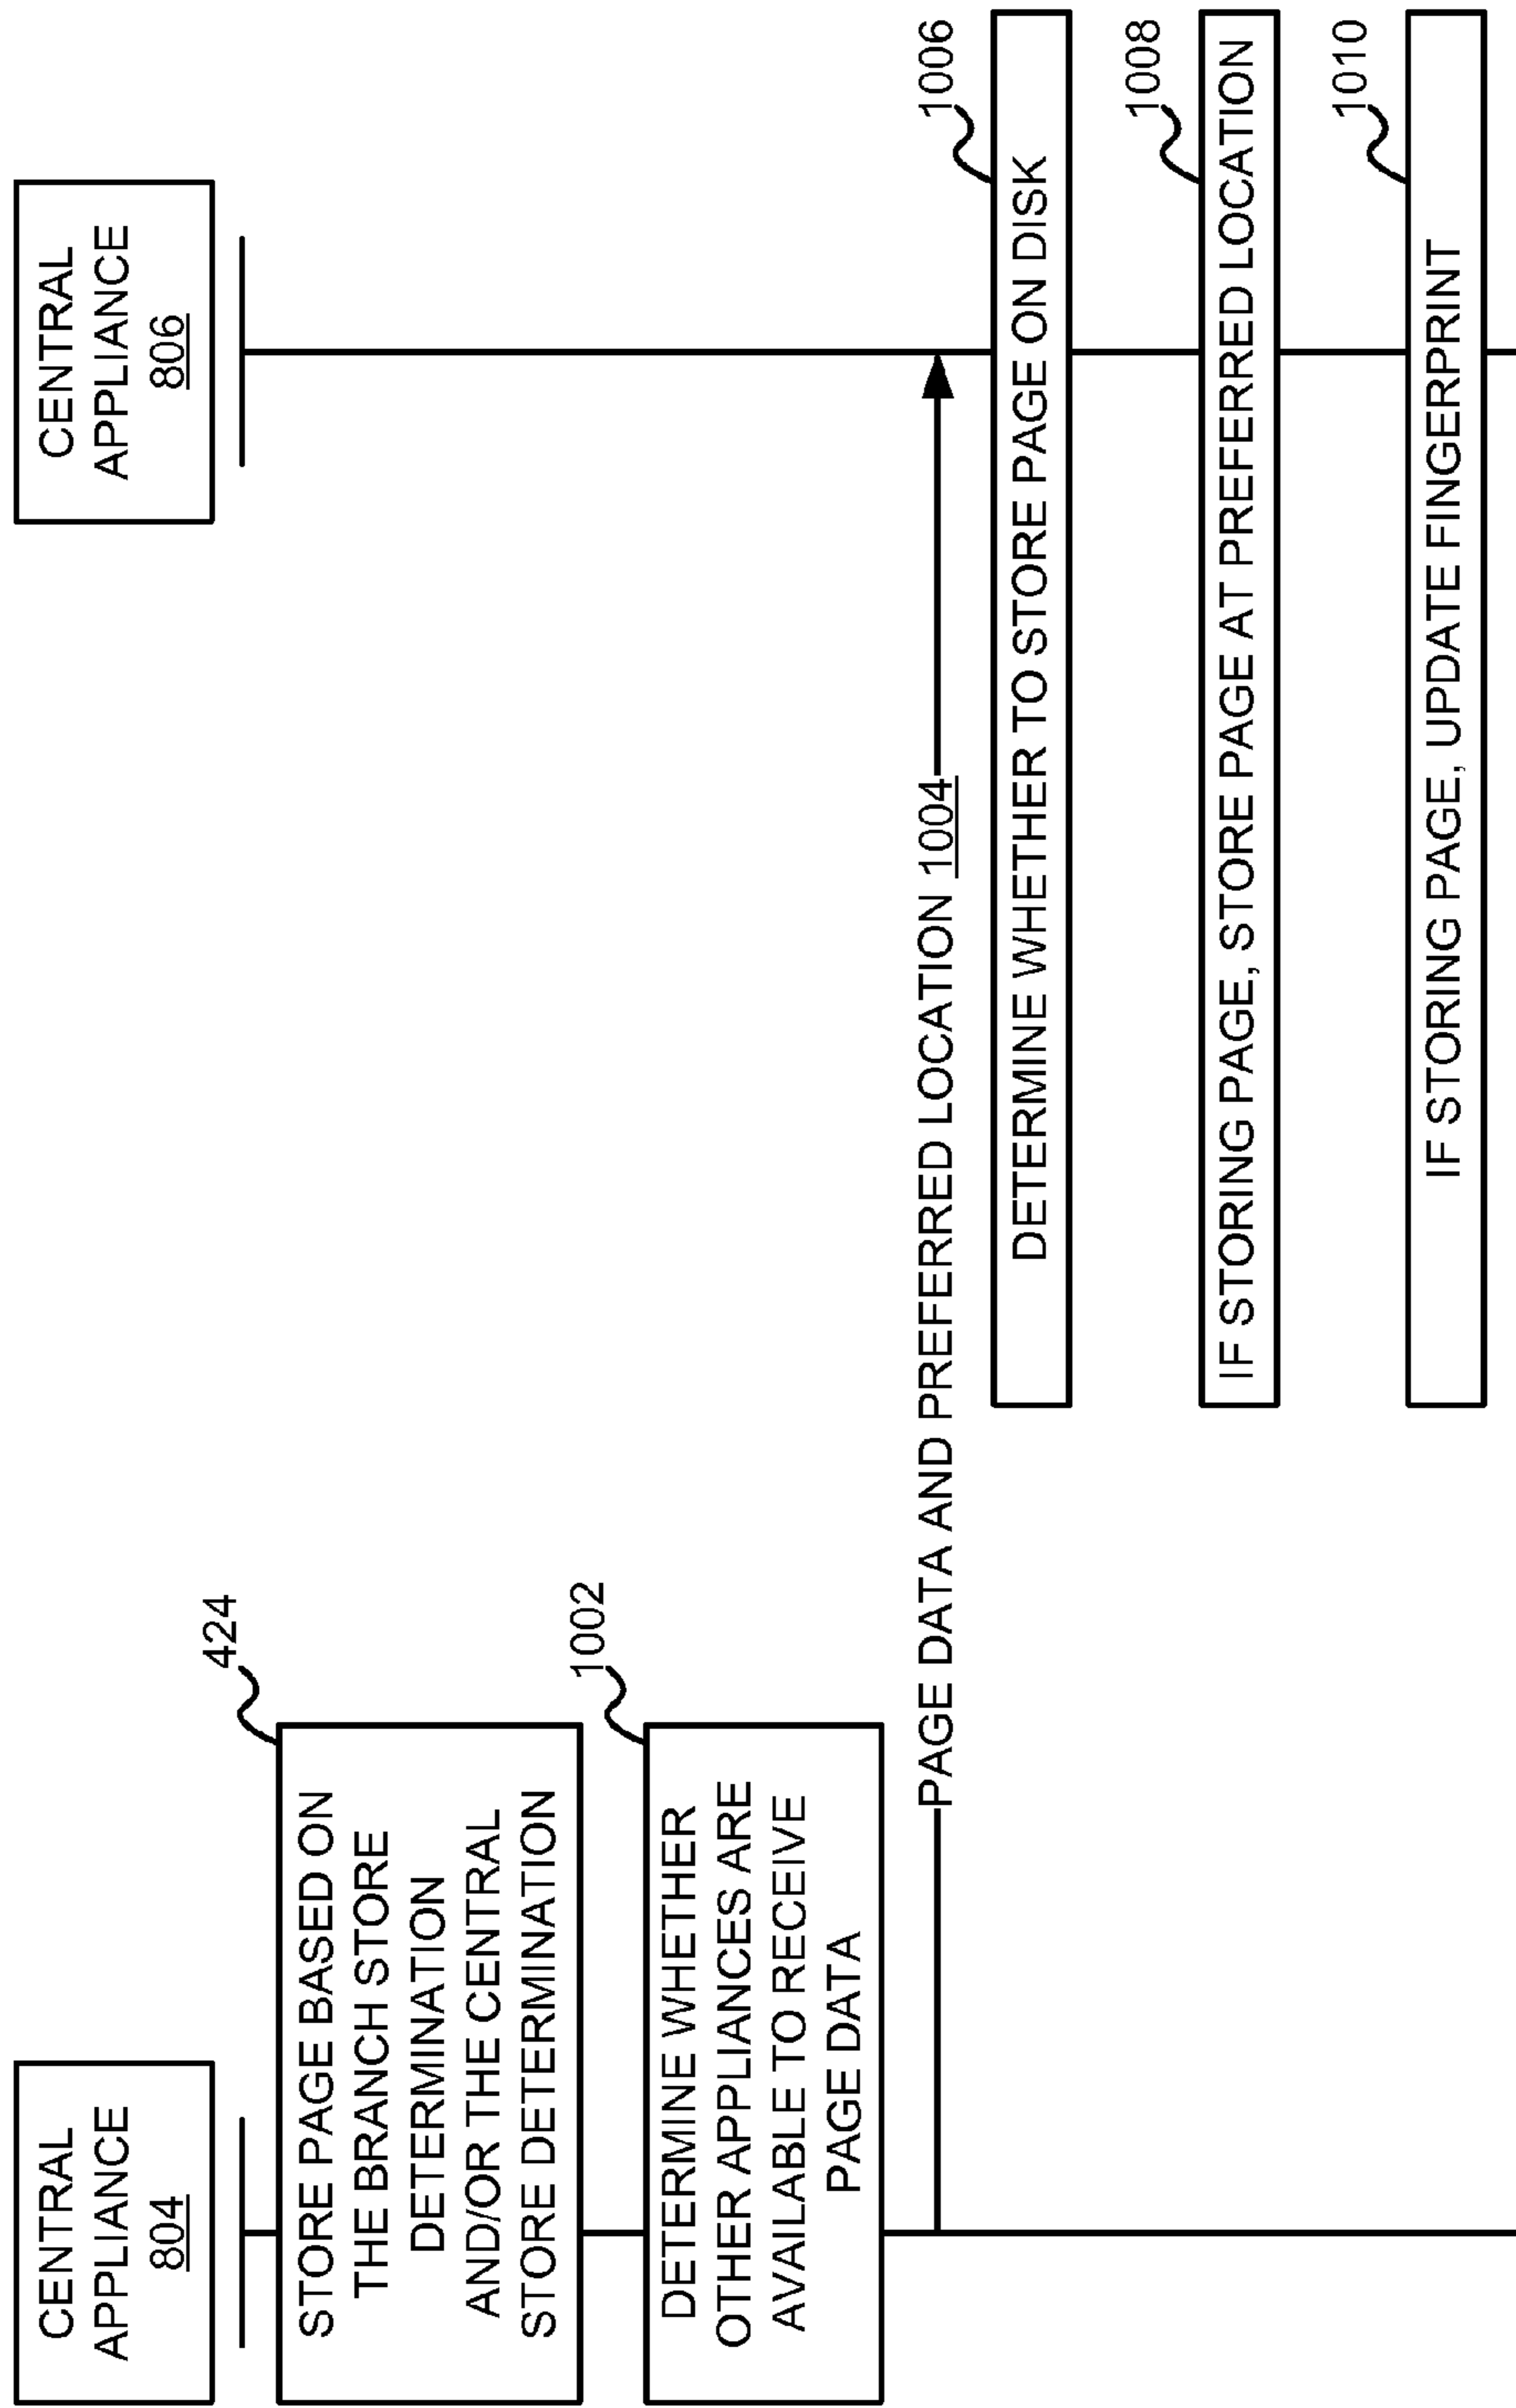 CENTRAL
APPLIANCE
804
CENTRAL
APPLIANCE
806
424
STORE PAGE BASED ON
THE BRANCH STORE
DETERMINATION
AND/OR THE CENTRAL
STORE DETERMINATION
1002
DETERMINE WHETHER
OTHER APPLIANCES ARE
AVAILABLE TO RECEIVE
PAGE DATA
PAGE DATA AND PREFERRED LOCATION 1004
1006
DETERMINE WHETHER TO STORE PAGE ON DISK
1008
IF STORING PAGE, STORE PAGE AT PREFERRED LOCATION
1010
IF STORING PAGE, UPDATE FINGERPRINT